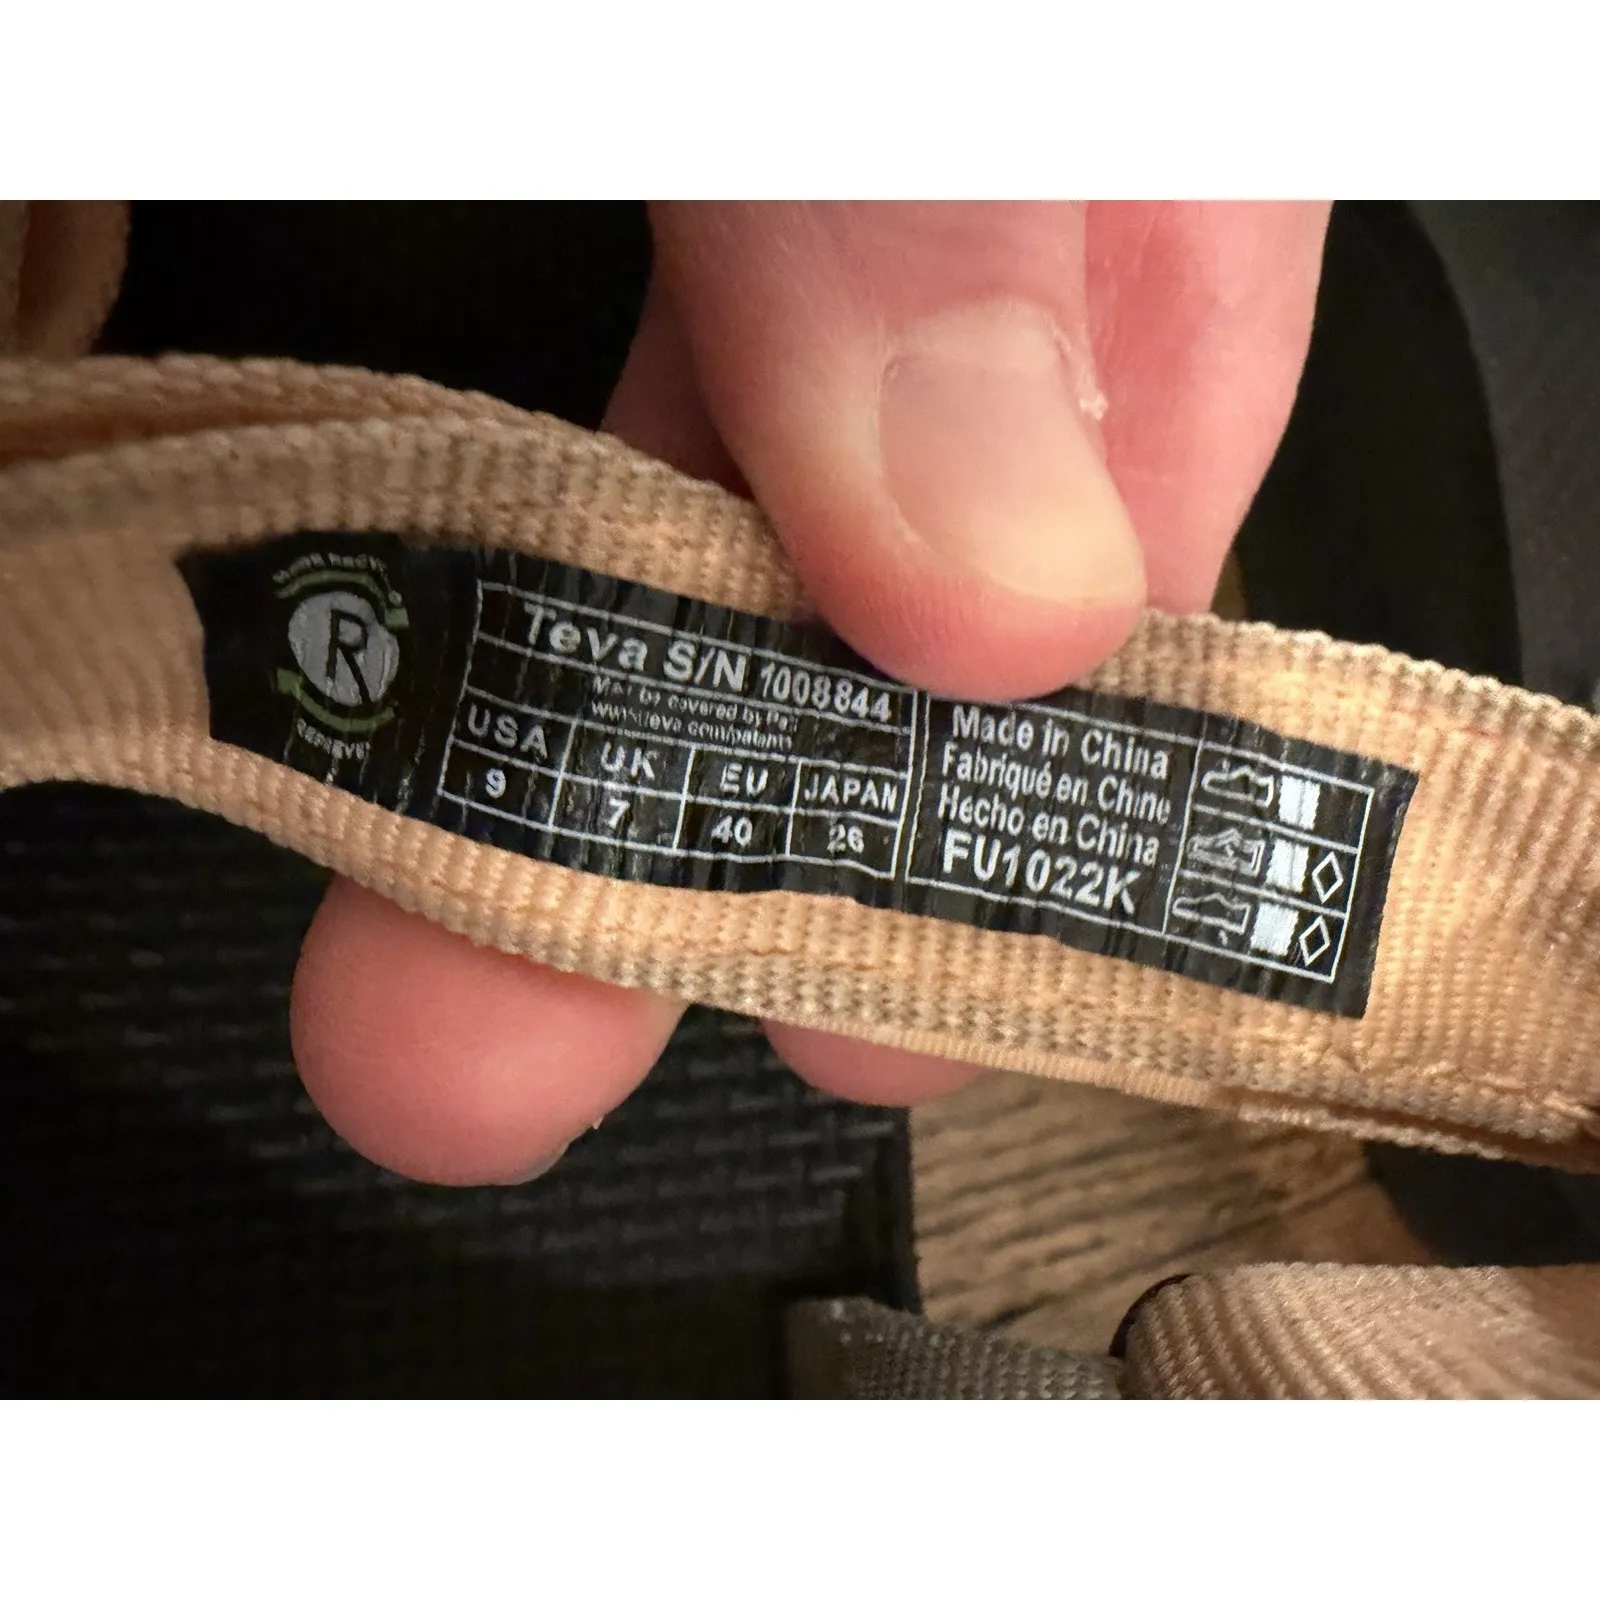 R
REPREVE
Teva S/N 1008844
May be covered by Pat
www.teva.com/patents
USA UK EU JAPAN
9 7 40 26
Made in China
Fabriqué en Chine
Hecho en China
FU1022K